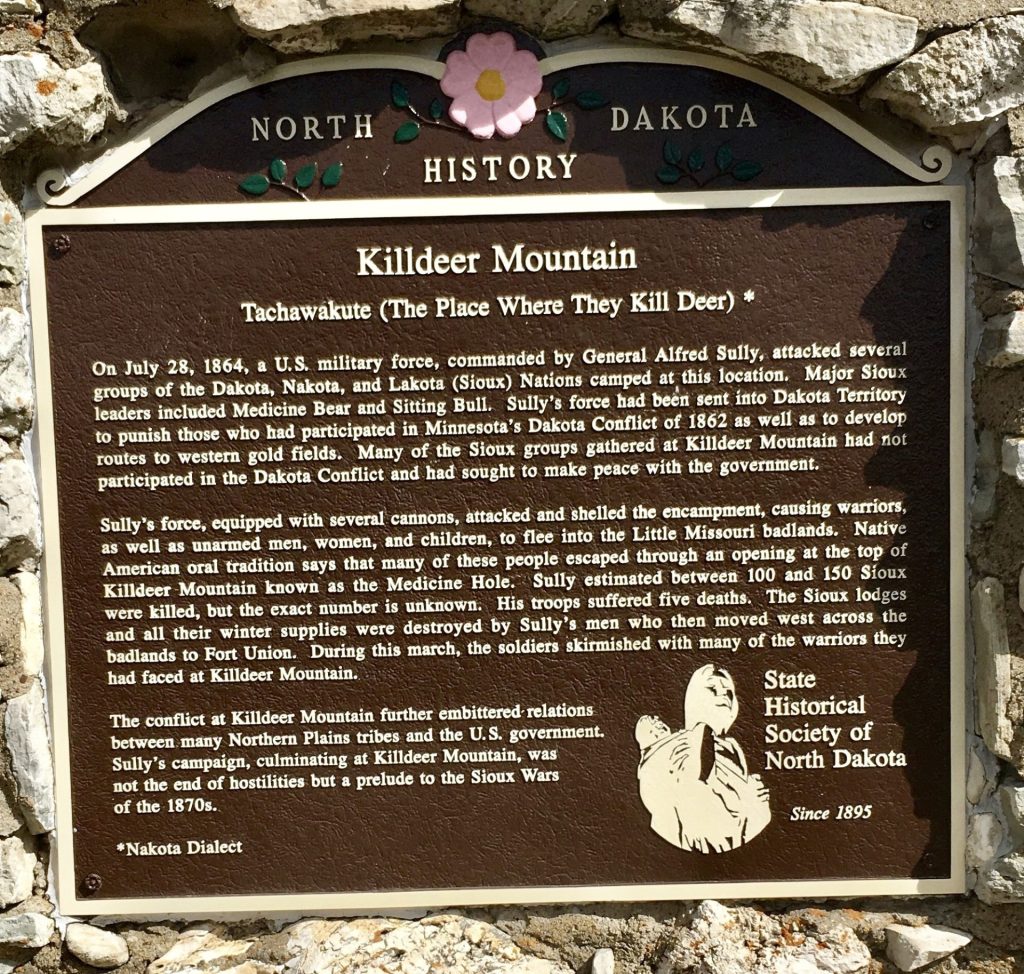 NORTH DAKOTA
HISTORY
Killdeer Mountain
Tachawakute (The Place Where They Kill Deer) *
On July 28, 1864, a U.S. military force, commanded by General Alfred Sully, attacked several
groups of the Dakota, Nakota, and Lakota (Sioux) Nations camped at this location. Major Sioux
leaders included Medicine Bear and Sitting Bull. Sully's force had been sent into Dakota Territory
to punish those who had participated in Minnesota's Dakota Conflict of 1862 as well as to develop
routes to western gold fields. Many of the Sioux groups gathered at Killdeer Mountain had not
participated in the Dakota Conflict and had sought to make peace with the government.
Sully's force, equipped with several cannons, attacked and shelled the encampment, causing warriors,
as well as unarmed men, women, and children, to flee into the Little Missouri badlands. Native
American oral tradition says that many of these people escaped through an opening at the top of
Killdeer Mountain known as the Medicine Hole. Sully estimated between 100 and 150 Sioux
were killed, but the exact number is unknown. His troops suffered five deaths. The Sioux lodges
and all their winter supplies were destroyed by Sully's men who then moved west across the
badlands to Fort Union. During this march, the soldiers skirmished with many of the warriors they
had faced at Killdeer Mountain.
The conflict at Killdeer Mountain further embittered relations
between many Northern Plains tribes and the U.S. government.
Sully's campaign, culminating at Killdeer Mountain, was
not the end of hostilities but a prelude to the Sioux Wars
of the 1870s.
*Nakota Dialect
State
Historical
Society of
North Dakota
Since 1895